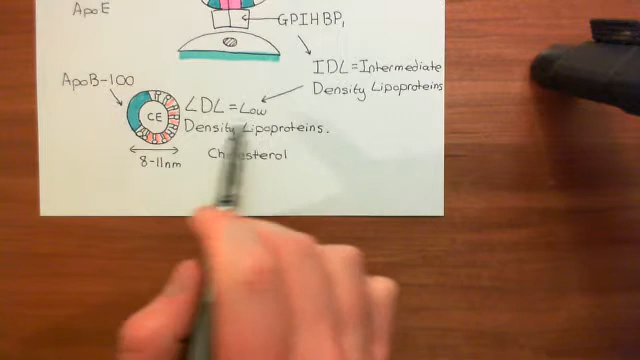 ApoE
GPIHBP1
IDL = Intermediate
Density Lipoproteins
ApoB-100
CE
LDL = Low
Density Lipoproteins.
8-11nm
Cholesterol